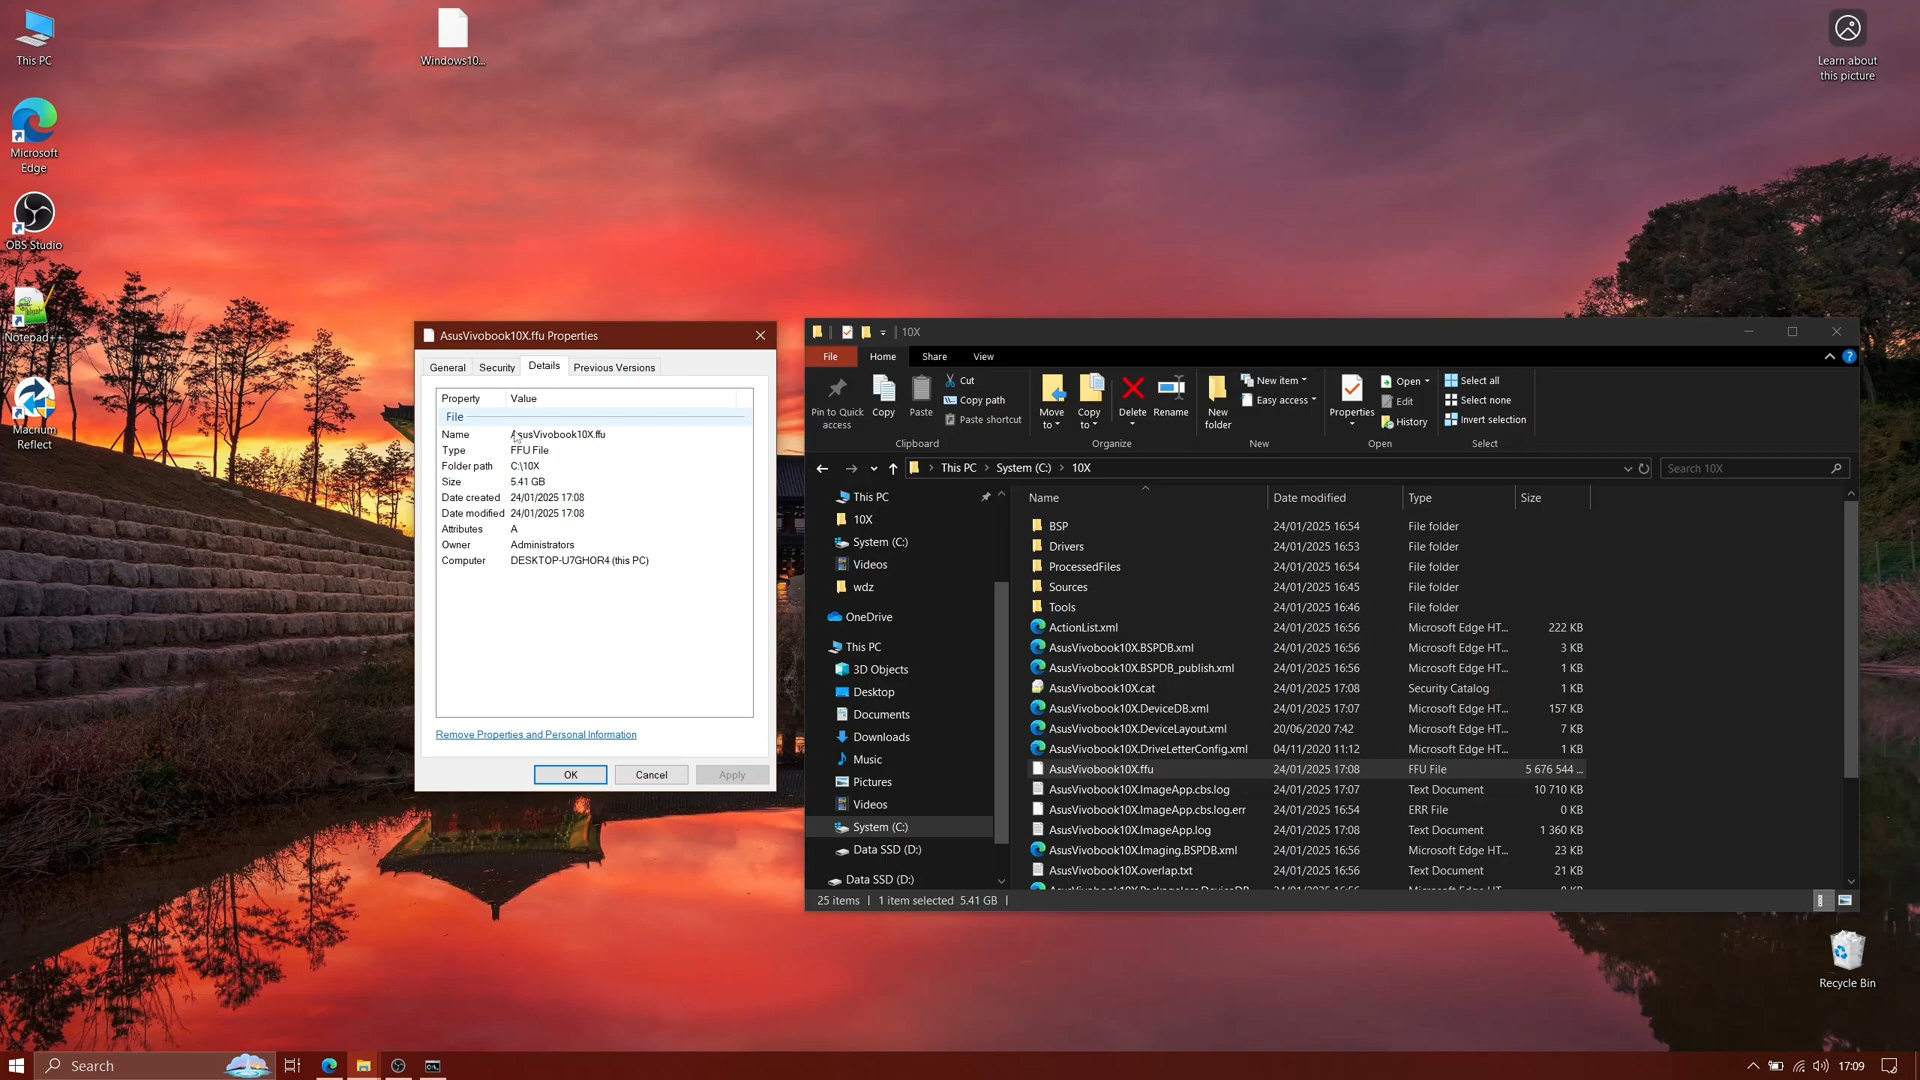 This PC
Microsoft
Edge
OBS Studio
Notepad++
Macrium
Reflect
Windows10...
Learn about
this picture
Recycle Bin
AsusVivobook10X.ffu Properties
General
Security
Details
Previous Versions
Property
Value
File
Name
AsusVivobook10X.ffu
Type
FFU File
Folder path
C:\10X
Size
5.41 GB
Date created
24/01/2025 17:08
Date modified
24/01/2025 17:08
Attributes
A
Owner
Administrators
Computer
DESKTOP-U7GHOR4 (this PC)
Remove Properties and Personal Information
OK
Cancel
Apply
10X
File
Home
Share
View
Pin to Quick
access
Copy
Paste
Cut
Copy path
Paste shortcut
Clipboard
Move
to
Copy
to
Delete
Rename
Organize
New
folder
New item
Easy access
New
Properties
Open
Edit
History
Open
Select all
Select none
Invert selection
Select
This PC
System (C:)
10X
Search 10X
This PC
10X
System (C:)
Videos
wdz
OneDrive
This PC
3D Objects
Desktop
Documents
Downloads
Music
Pictures
Videos
System (C:)
Data SSD (D:)
Data SSD (D:)
Name
Date modified
Type
Size
BSP 24/01/2025 16:54 File folder
Drivers 24/01/2025 16:53 File folder
ProcessedFiles 24/01/2025 16:54 File folder
Sources 24/01/2025 16:45 File folder
Tools 24/01/2025 16:46 File folder
ActionList.xml 24/01/2025 16:56 Microsoft Edge HT... 222 KB
AsusVivobook10X.BSPDB.xml 24/01/2025 16:56 Microsoft Edge HT... 3 KB
AsusVivobook10X.BSPDB_publish.xml 24/01/2025 16:56 Microsoft Edge HT... 1 KB
AsusVivobook10X.cat 24/01/2025 17:08 Security Catalog 1 KB
AsusVivobook10X.DeviceDB.xml 24/01/2025 17:07 Microsoft Edge HT... 157 KB
AsusVivobook10X.DeviceLayout.xml 20/06/2020 7:42 Microsoft Edge HT... 7 KB
AsusVivobook10X.DriveLetterConfig.xml 04/11/2020 11:12 Microsoft Edge HT... 1 KB
AsusVivobook10X.ffu 24/01/2025 17:08 FFU File 5 676 544 ...
AsusVivobook10X.ImageApp.cbs.log 24/01/2025 17:07 Text Document 10 710 KB
AsusVivobook10X.ImageApp.cbs.log.err 24/01/2025 16:54 ERR File 0 KB
AsusVivobook10X.ImageApp.log 24/01/2025 17:08 Text Document 1 360 KB
AsusVivobook10X.Imaging.BSPDB.xml 24/01/2025 16:56 Microsoft Edge HT... 23 KB
AsusVivobook10X.overlap.txt 24/01/2025 16:56 Text Document 21 KB
25 items
1 item selected 5.41 GB
Search
17:09